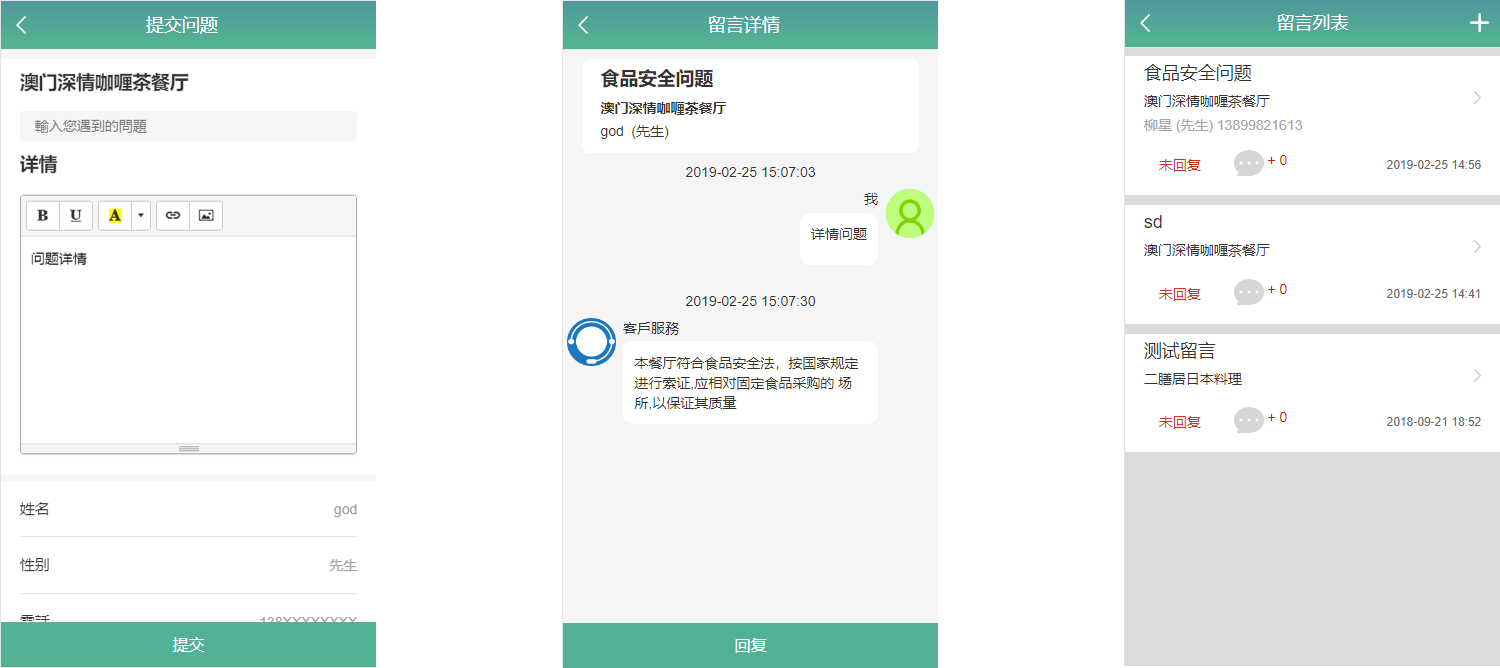 提交问题
澳门深情咖喱茶餐厅
輸入您遇到的問題
详情
B U A
问题详情
姓名 god
性别 先生
電話 138XXXXXXXX
提交
留言详情
食品安全问题
澳门深情咖喱茶餐厅
god (先生)
2019-02-25 15:07:03
我
详情问题
2019-02-25 15:07:30
客戶服務
本餐厅符合食品安全法，按国家规定
进行索证,应相对固定食品采购的 场
所,以保证其质量
回复
留言列表
食品安全问题
澳门深情咖喱茶餐厅
柳星 (先生) 13899821613
未回复 + 0 2019-02-25 14:56
sd
澳门深情咖喱茶餐厅
未回复 + 0 2019-02-25 14:41
测试留言
二膳居日本料理
未回复 + 0 2018-09-21 18:52